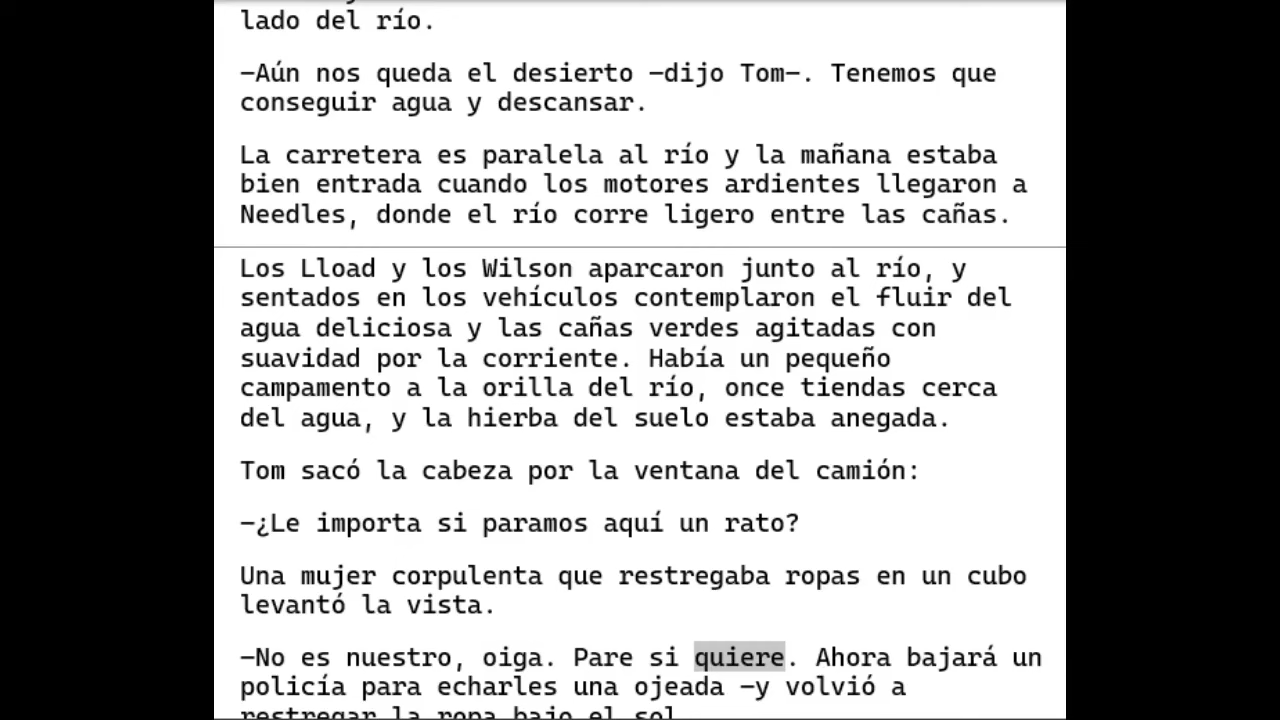 lado del río.
—Aún nos queda el desierto —dijo Tom—. Tenemos que
conseguir agua y descansar.
La carretera es paralela al río y la mañana estaba
bien entrada cuando los motores ardientes llegaron a
Needles, donde el río corre ligero entre las cañas.
Los Lload y los Wilson aparcaron junto al río, y
sentados en los vehículos contemplaron el fluir del
agua deliciosa y las cañas verdes agitadas con
suavidad por la corriente. Había un pequeño
campamento a la orilla del río, once tiendas cerca
del agua, y la hierba del suelo estaba anegada.
Tom sacó la cabeza por la ventana del camión:
—¿Le importa si paramos aquí un rato?
Una mujer corpulenta que restregaba ropas en un cubo
levantó la vista.
—No es nuestro, oiga. Pare si quiere. Ahora bajará un
policía para echarles una ojeada —y volvió a
restregar la ropa bajo el sol.